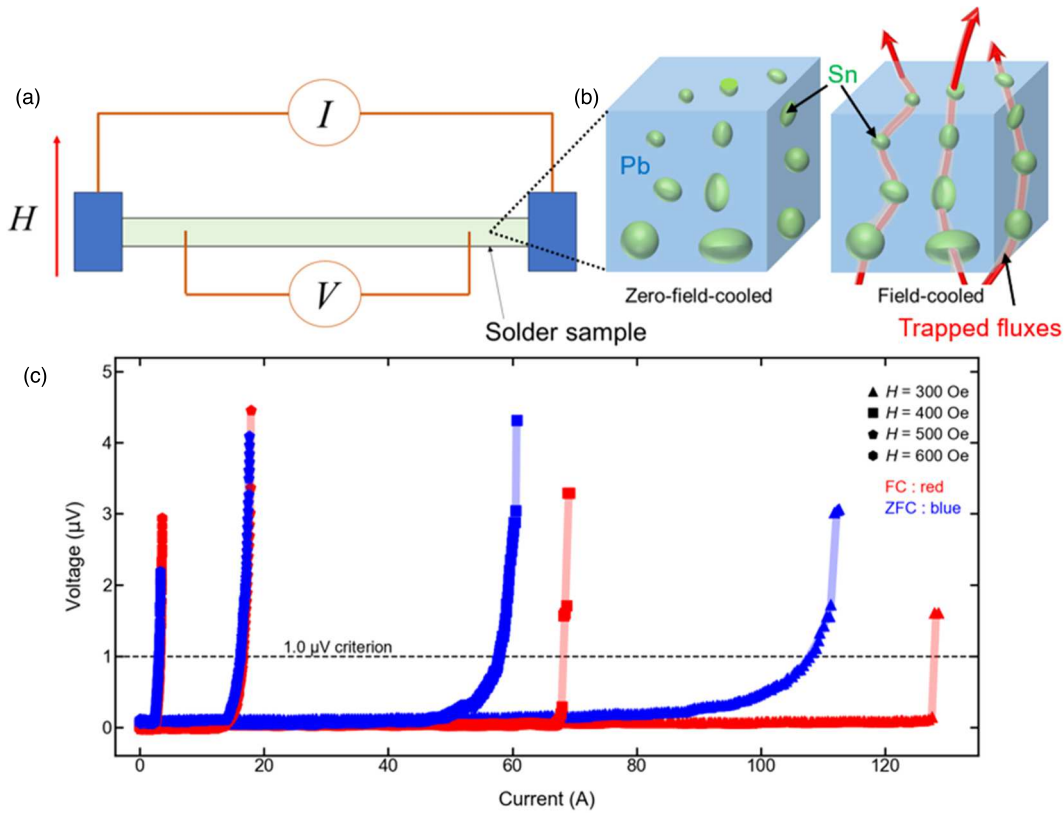 (a)
I
H
V
Solder sample
(b)
Sn
Pb
Zero-field-cooled
Field-cooled
Trapped fluxes
(c)
5
4
3
2
1
0
Voltage (μV)
1.0 μV criterion
H = 300 Oe
H = 400 Oe
H = 500 Oe
H = 600 Oe
FC : red
ZFC : blue
0 20 40 60 80 100 120
Current (A)